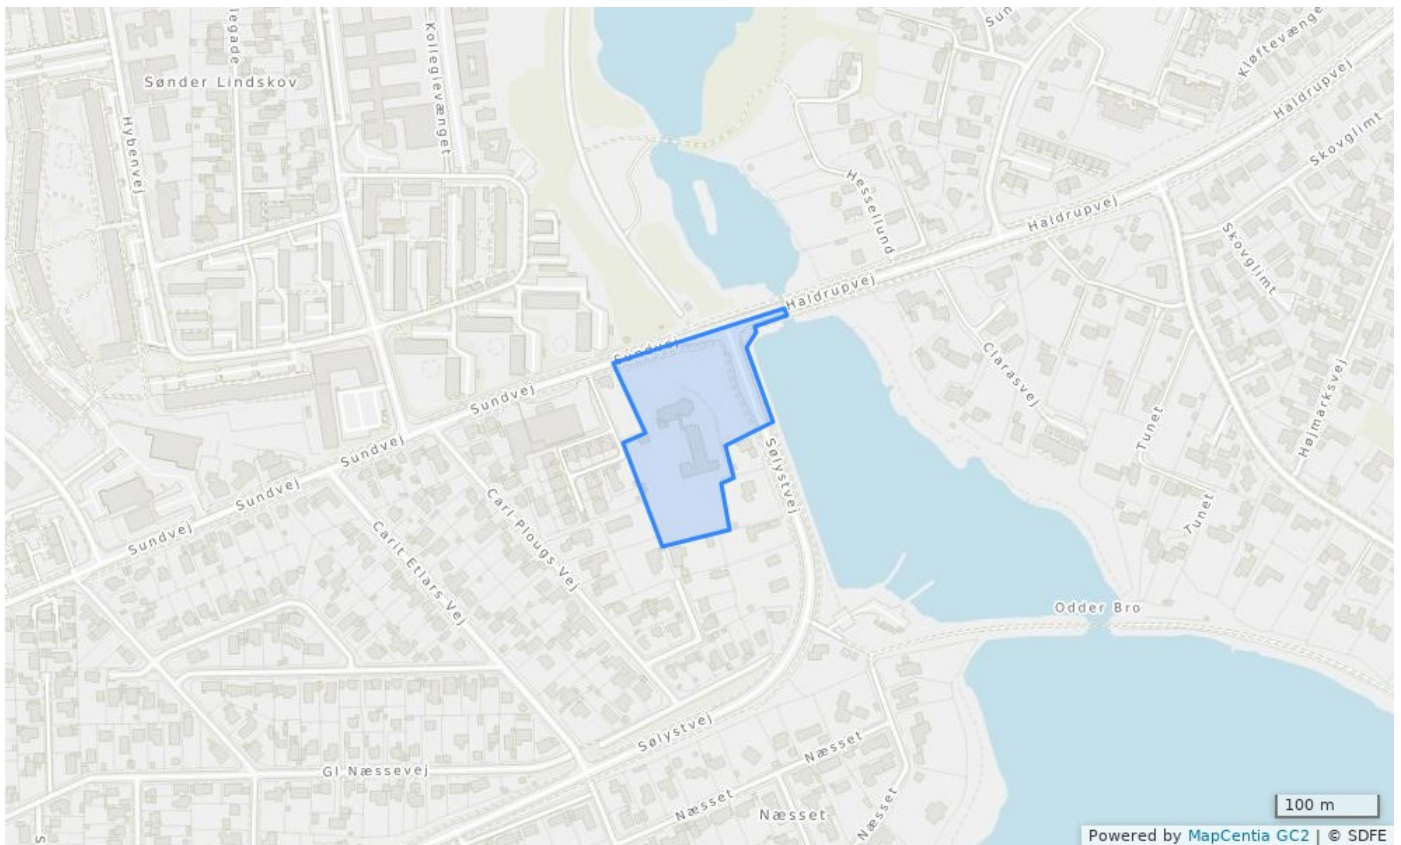 Sønder Lindskov
Kollegievænget
Hybenvej
Kløftevænge
Haldrupvej
Skovglimt
Hessellund
Haldrupvej
Skovglimt
Haldrupvej
Sundvej
Clarasvej
Højmarksvej
Sundvej
Tunet
Sundvej
Sølystvej
Sundvej
Carl Plougs Vej
Tunet
Sundvej
Carit Etlars Vej
Odder Bro
Sølystvej
Næsset
Gl Næssevej
Næsset
Næsset
Næsset
100 m
Powered by MapCentia GC2 | © SDFE